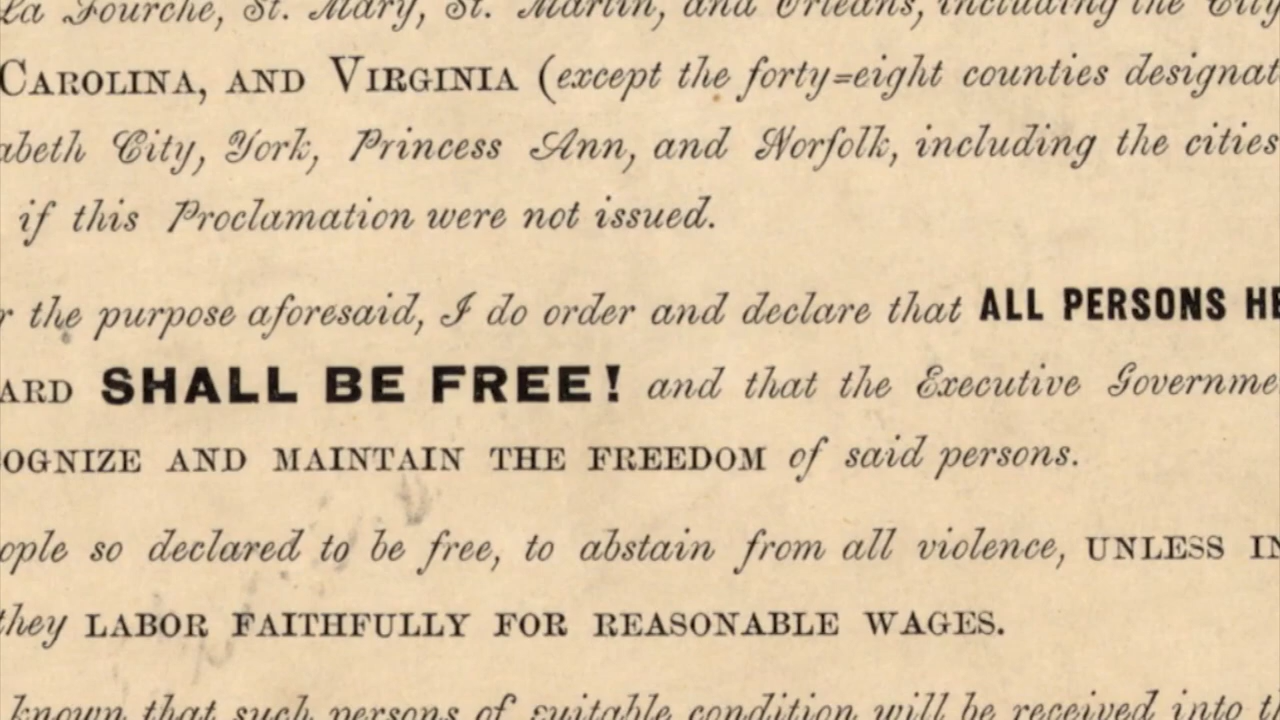 La Fourche, St. Mary, St. Martin, and Orleans, including the City
CAROLINA, AND VIRGINIA (except the forty=eight counties designat
abeth City, York, Princess Ann, and Norfolk, including the cities
if this Proclamation were not issued.
r the purpose aforesaid, I do order and declare that ALL PERSONS HE
ARD SHALL BE FREE! and that the Executive Governme
OGNIZE AND MAINTAIN THE FREEDOM of said persons.
ople so declared to be free, to abstain from all violence, UNLESS IN
they LABOR FAITHFULLY FOR REASONABLE WAGES.
known that such persons of suitable condition will be received into t